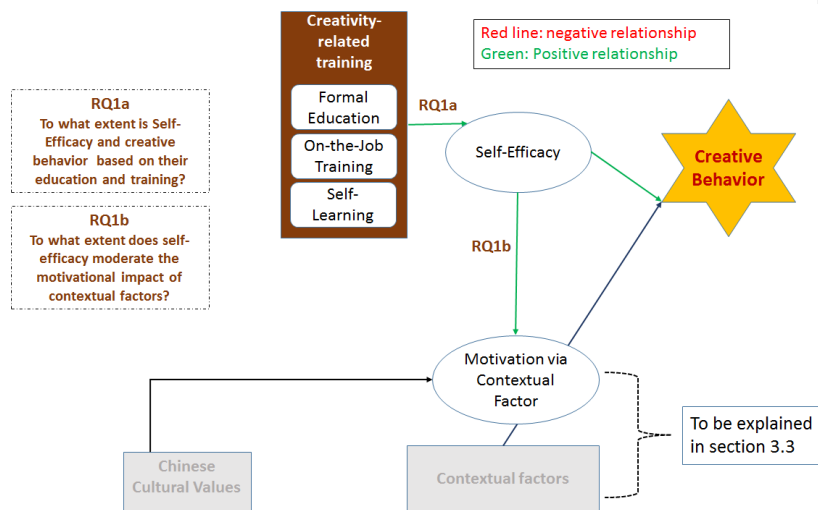 Creativity-
related
training
Formal
Education
On-the-Job
Training
Self-
Learning
Red line: negative relationship
Green: Positive relationship
RQ1a
To what extent is Self-
Efficacy and creative
behavior based on their
education and training?
RQ1b
To what extent does self-
efficacy moderate the
motivational impact of
contextual factors?
RQ1a
Self-Efficacy
Creative
Behavior
RQ1b
Motivation via
Contextual
Factor
To be explained
in section 3.3
Chinese
Cultural Values
Contextual factors